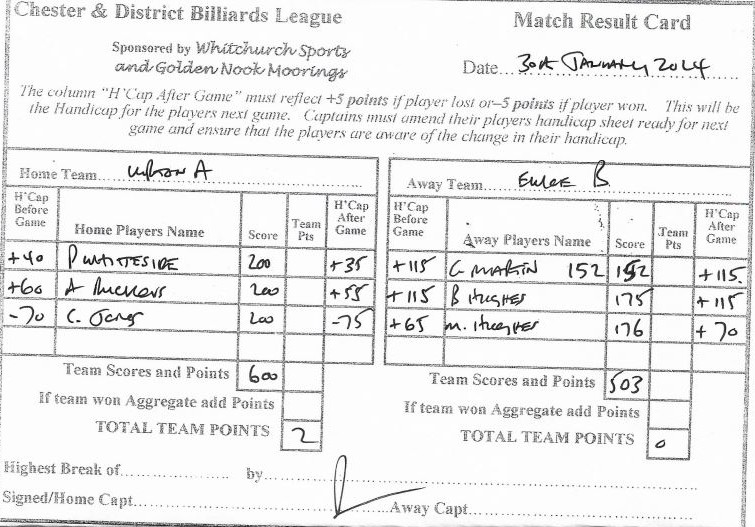 Chester & District Billiards League
Match Result Card
Sponsored by Whitchurch Sports
and Golden Nook Moorings
Date...30th January 2024
The column "H'Cap After Game" must reflect +5 points if player lost or–5 points if player won. This will be
the Handicap for the players next game. Captains must amend their players handicap sheet ready for next
game and ensure that the players are aware of the change in their handicap.
Home Team
A
Away Team
B
H'Cap Before Game Home Players Name Score Team Pts H'Cap After Game
+40 P WHITESIDE 200 +35
+60 A 200 +55
-70 C. Jones 200 -75
Team Scores and Points 600
If team won Aggregate add Points
TOTAL TEAM POINTS 2
H'Cap Before Game Away Players Name Score Team Pts H'Cap After Game
+115 G MARTIN 152 152 +115.
+115 B HUGHES 175 +115
+65 M. HUGHES 176 +70
Team Scores and Points 503
If team won Aggregate add Points
TOTAL TEAM POINTS 0
Highest Break of by
Signed/Home Capt. Away Capt.